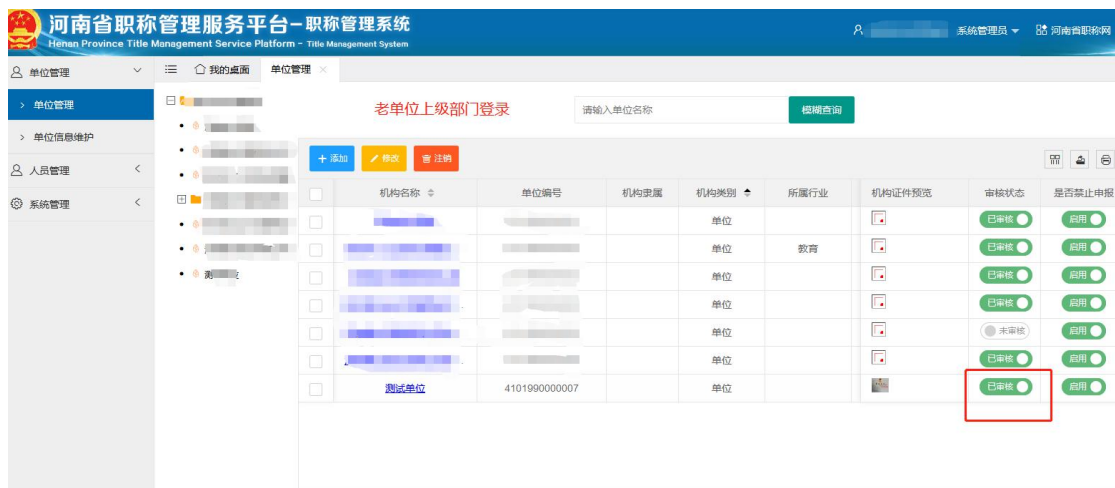 河南省职称管理服务平台-职称管理系统
Henan Province Title Management Service Platform - Title Management System
系统管理员 河南省职称网
单位管理
我的桌面 单位管理
单位管理
单位信息维护
人员管理
系统管理
老单位上级部门登录
请输入单位名称 模糊查询
添加 修改 注销
机构名称 单位编号 机构隶属 机构类别 所属行业 机构证件预览 审核状态 是否禁止申报
单位 已审核 启用
单位 教育 已审核 启用
单位 已审核 启用
单位 已审核 启用
单位 未审核 启用
单位 已审核 启用
测试单位 4101990000007 单位 已审核 启用